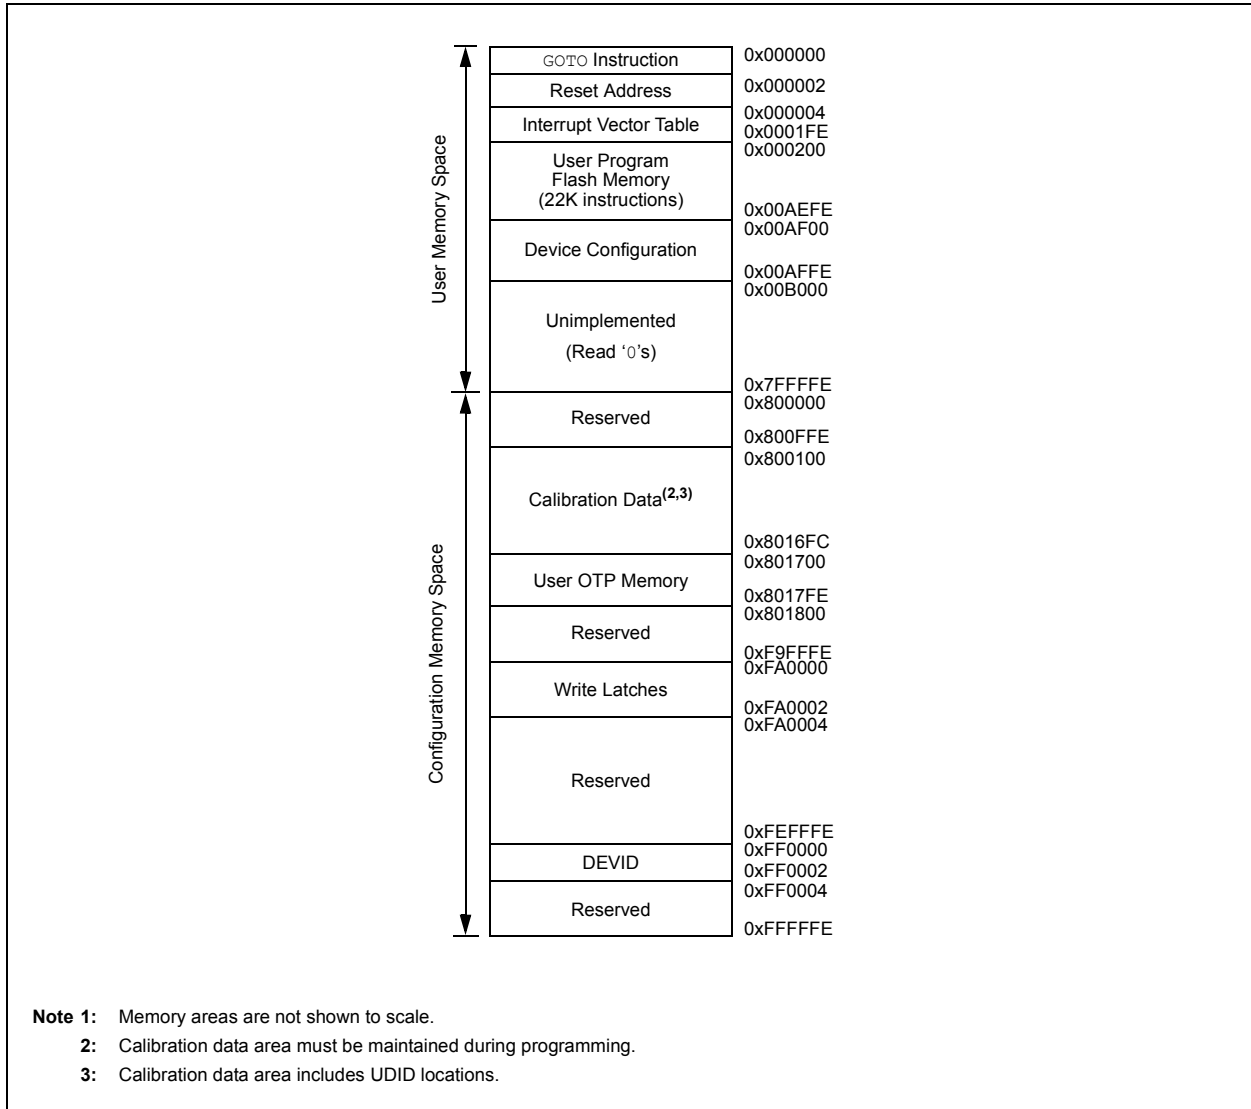 GOTO Instruction
0x000000
Reset Address
0x000002
Interrupt Vector Table
0x000004
0x0001FE
User Program
Flash Memory
(22K instructions)
0x000200
0x00AEFE
Device Configuration
0x00AF00
0x00AFFE
Unimplemented
(Read ‘0’s)
0x00B000
0x7FFFFE
User Memory Space
Reserved
0x800000
0x800FFE
Calibration Data(2,3)
0x800100
0x8016FC
User OTP Memory
0x801700
0x8017FE
Reserved
0x801800
0xF9FFFE
Write Latches
0xFA0000
0xFA0002
Reserved
0xFA0004
0xFEFFFE
DEVID
0xFF0000
0xFF0002
Reserved
0xFF0004
0xFFFFFE
Configuration Memory Space
Note 1: Memory areas are not shown to scale.
2: Calibration data area must be maintained during programming.
3: Calibration data area includes UDID locations.